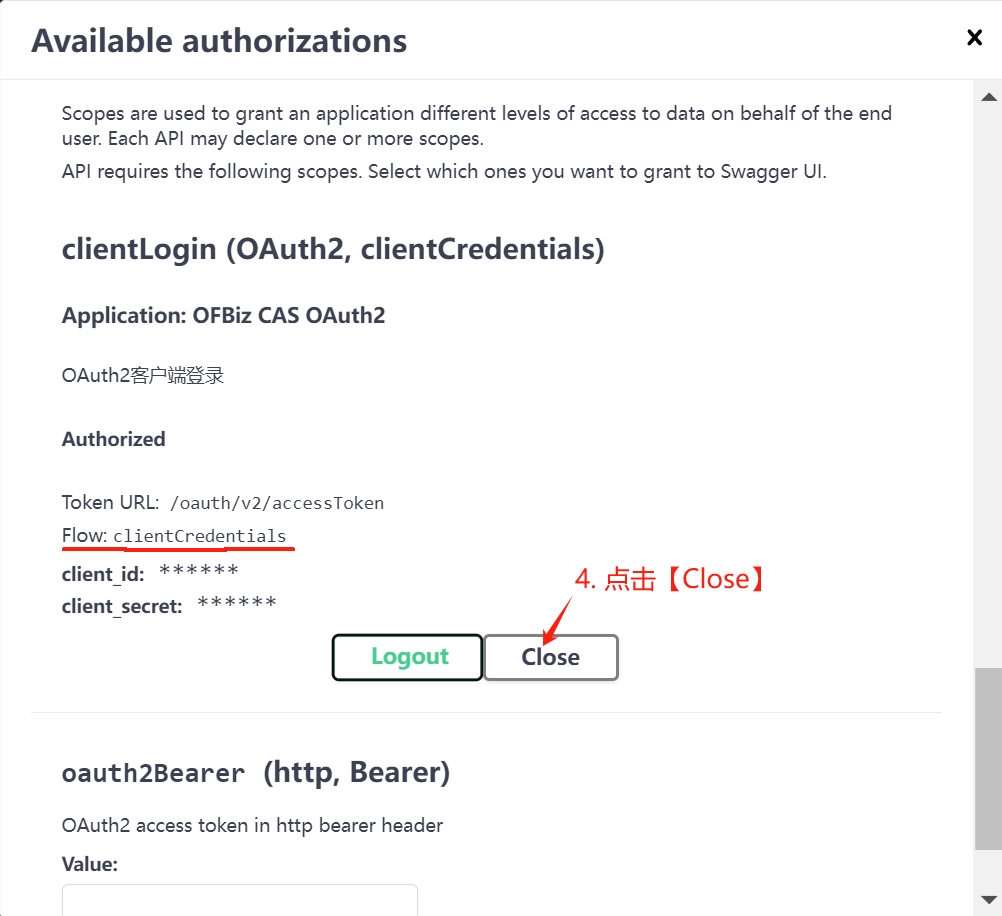 Available authorizations
Scopes are used to grant an application different levels of access to data on behalf of the end
user. Each API may declare one or more scopes.
API requires the following scopes. Select which ones you want to grant to Swagger UI.
clientLogin (OAuth2, clientCredentials)
Application: OFBiz CAS OAuth2
OAuth2客户端登录
Authorized
Token URL: /oauth/v2/accessToken
Flow: clientCredentials
client_id: ******
4. 点击【Close】
client_secret: ******
Logout
Close
oauth2Bearer (http, Bearer)
OAuth2 access token in http bearer header
Value: